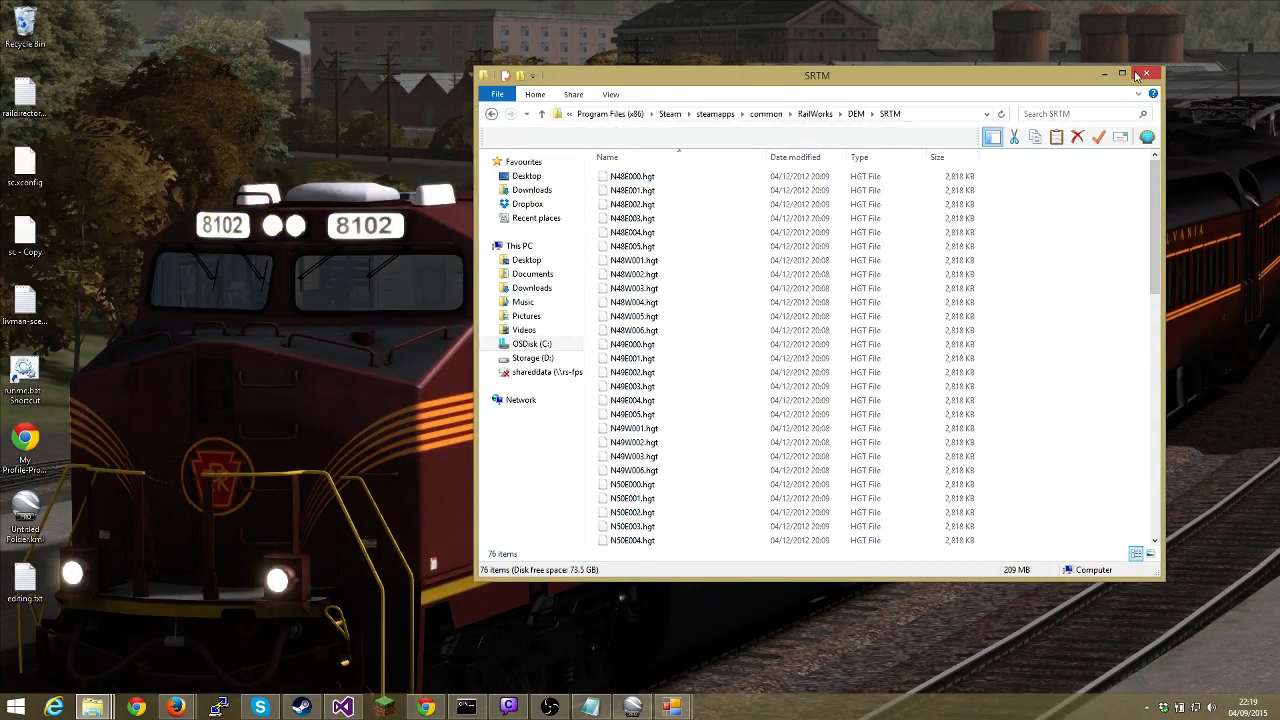 SRTM
File Home Share View
« Program Files (x86) Steam steamapps common RailWorks DEM SRTM Search SRTM
Name Date modified Type Size
Favourites
Desktop
Downloads
Dropbox
Recent places
This PC
Desktop
Documents
Downloads
Music
Pictures
Videos
OSDisk (C:)
Storage (D:)
shareddata (\\rs-fps
Network
N48E000.hgt 04/12/2012 20:09 HGT File 2,818 KB
N48E001.hgt 04/12/2012 20:09 HGT File 2,818 KB
N48E002.hgt 04/12/2012 20:09 HGT File 2,818 KB
N48E003.hgt 04/12/2012 20:09 HGT File 2,818 KB
N48E004.hgt 04/12/2012 20:09 HGT File 2,818 KB
N48E005.hgt 04/12/2012 20:09 HGT File 2,818 KB
N48W001.hgt 04/12/2012 20:09 HGT File 2,818 KB
N48W002.hgt 04/12/2012 20:09 HGT File 2,818 KB
N48W003.hgt 04/12/2012 20:09 HGT File 2,818 KB
N48W004.hgt 04/12/2012 20:09 HGT File 2,818 KB
N48W005.hgt 04/12/2012 20:09 HGT File 2,818 KB
N48W006.hgt 04/12/2012 20:09 HGT File 2,818 KB
N49E000.hgt 04/12/2012 20:09 HGT File 2,818 KB
N49E001.hgt 04/12/2012 20:09 HGT File 2,818 KB
N49E002.hgt 04/12/2012 20:09 HGT File 2,818 KB
N49E003.hgt 04/12/2012 20:09 HGT File 2,818 KB
N49E004.hgt 04/12/2012 20:09 HGT File 2,818 KB
N49E005.hgt 04/12/2012 20:09 HGT File 2,818 KB
N49W001.hgt 04/12/2012 20:09 HGT File 2,818 KB
N49W002.hgt 04/12/2012 20:09 HGT File 2,818 KB
N49W003.hgt 04/12/2012 20:09 HGT File 2,818 KB
N49W006.hgt 04/12/2012 20:09 HGT File 2,818 KB
N50E000.hgt 04/12/2012 20:09 HGT File 2,818 KB
N50E001.hgt 04/12/2012 20:09 HGT File 2,818 KB
N50E002.hgt 04/12/2012 20:09 HGT File 2,818 KB
N50E003.hgt 04/12/2012 20:09 HGT File 2,818 KB
N50E004.hgt 04/12/2012 20:09 HGT File 2,818 KB
76 items
76 items (Disk free space: 73.5 GB) 209 MB Computer
Recycle Bin
raildirector...
sc.xconfig
sc - Copy
livman-sce...
runme.bat -
Shortcut
My
Profile-Pro...
Untitled
Folder.kml
editing.txt
8102 8102
22:19
04/09/2015